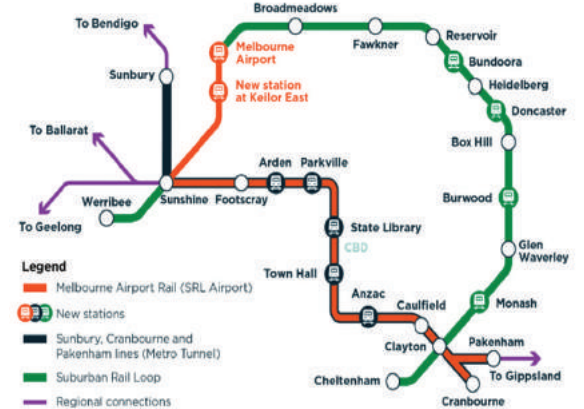 To Bendigo
Broadmeadows
Fawkner
Reservoir
Melbourne
Airport
Bundoora
Sunbury
New station
at Keilor East
Heidelberg
Doncaster
To Ballarat
Box Hill
Arden
Parkville
Werribee
Sunshine
Footscray
Burwood
To Geelong
State Library
CBD
Glen
Waverley
Legend
Town Hall
Melbourne Airport Rail (SRL Airport)
Anzac
Monash
New stations
Caulfield
Sunbury, Cranbourne and
Pakenham lines (Metro Tunnel)
Clayton
Pakenham
Suburban Rail Loop
Cheltenham
To Gippsland
Regional connections
Cranbourne